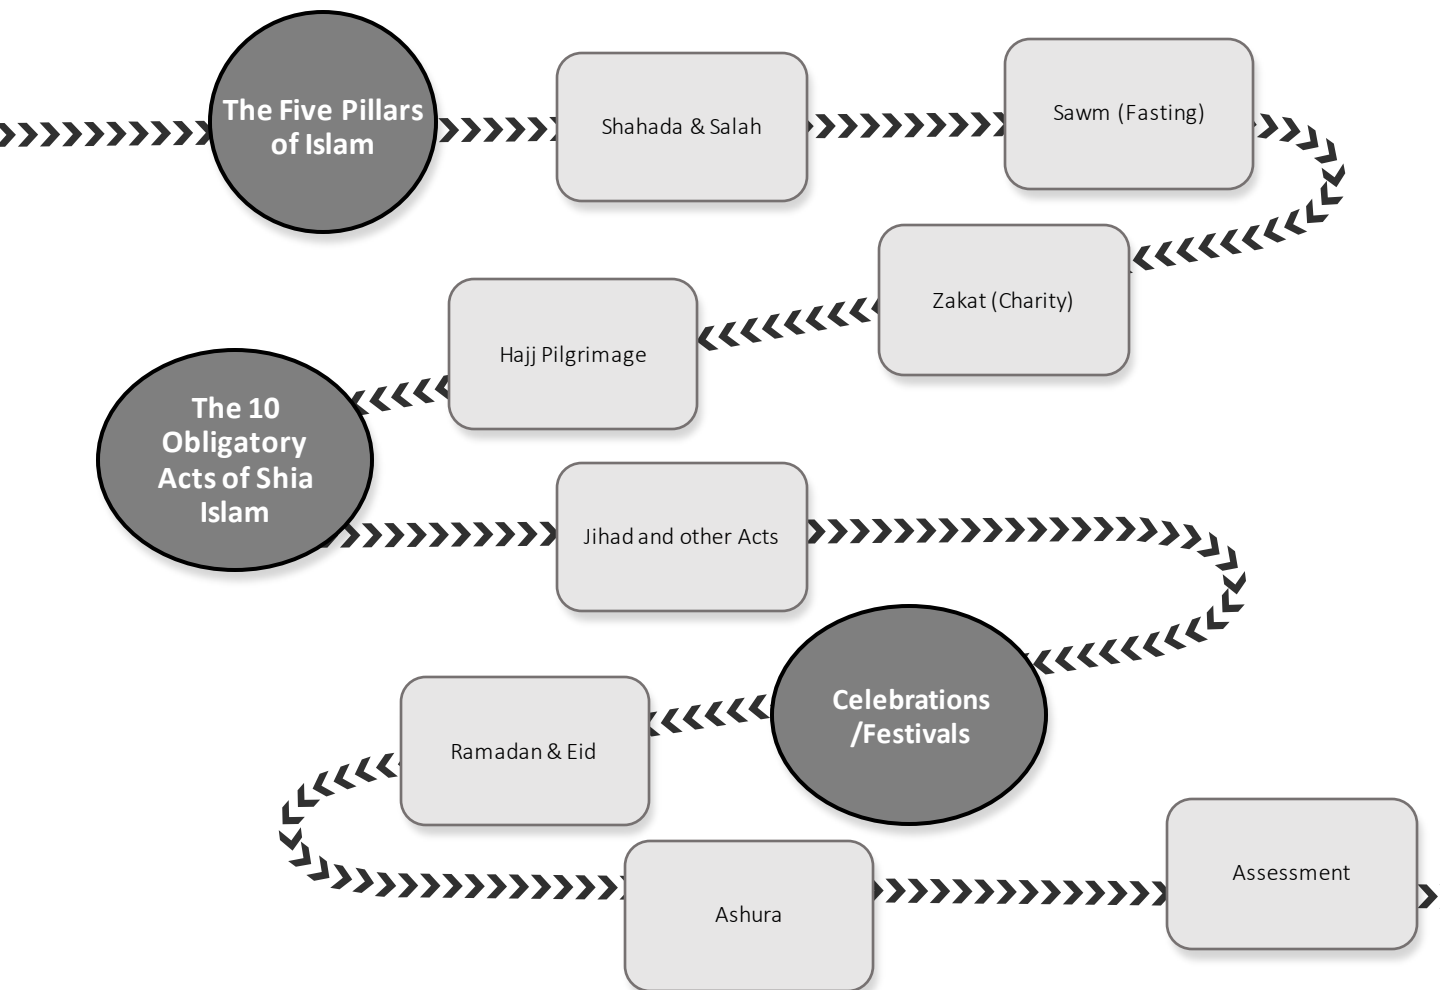 The Five Pillars
of Islam
Shahada & Salah
Sawm (Fasting)
Zakat (Charity)
Hajj Pilgrimage
The 10
Obligatory
Acts of Shia
Islam
Jihad and other Acts
Celebrations
/Festivals
Ramadan & Eid
Ashura
Assessment